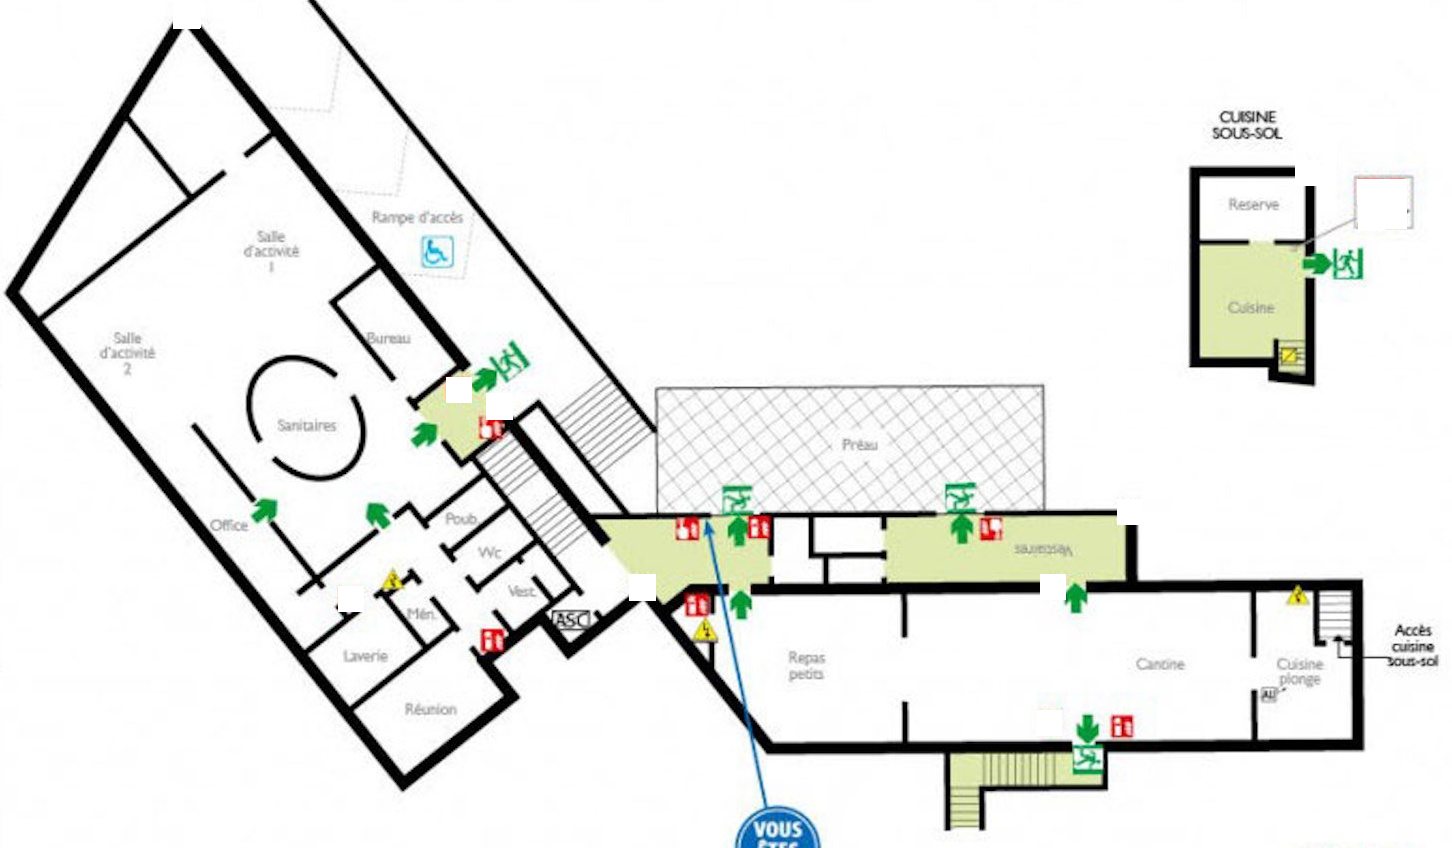 CUISINE
SOUS-SOL
Reserve
Cuisine
Rampe d'accès
Salle
d'activité
1
Salle
d'activité
2
Bureau
Sanitaires
Office
Poub.
Wc
Vest.
Mén.
ASC
Laverie
Réunion
Préau
Vestiaires
Repas
petits
Cantine
Cuisine
plonge
AU
Accès
cuisine
sous-sol
VOUS
ÊTES